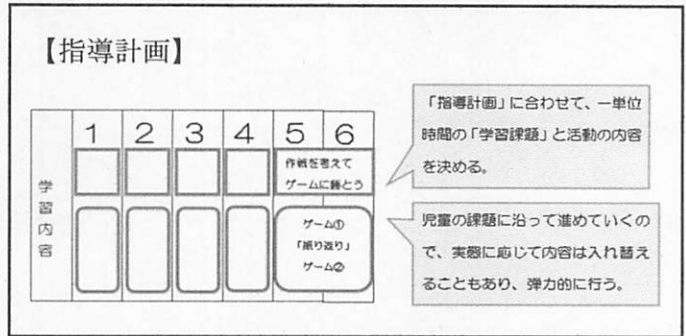 【指導計画】
1 2 3 4 5 6
学習内容
作戦を考えて
ゲームに勝とう
ゲーム①
「振り返り」
ゲーム②
「指導計画」に合わせて、一単位
時間の「学習課題」と活動の内容
を決める。
児童の課題に沿って進めていくの
で、実態に応じて内容は入れ替え
ることもあり、弾力的に行う。